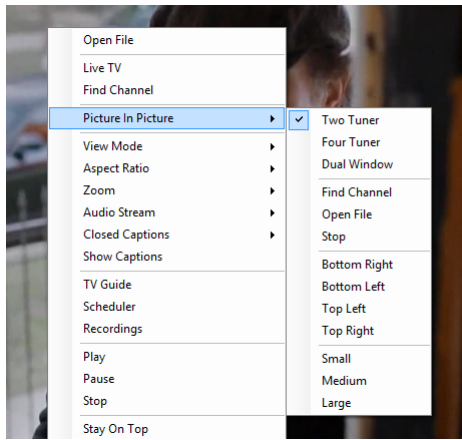 Open File
Live TV
Find Channel
Picture In Picture
View Mode
Aspect Ratio
Zoom
Audio Stream
Closed Captions
Show Captions
TV Guide
Scheduler
Recordings
Play
Pause
Stop
Stay On Top
Two Tuner
Four Tuner
Dual Window
Find Channel
Open File
Stop
Bottom Right
Bottom Left
Top Left
Top Right
Small
Medium
Large